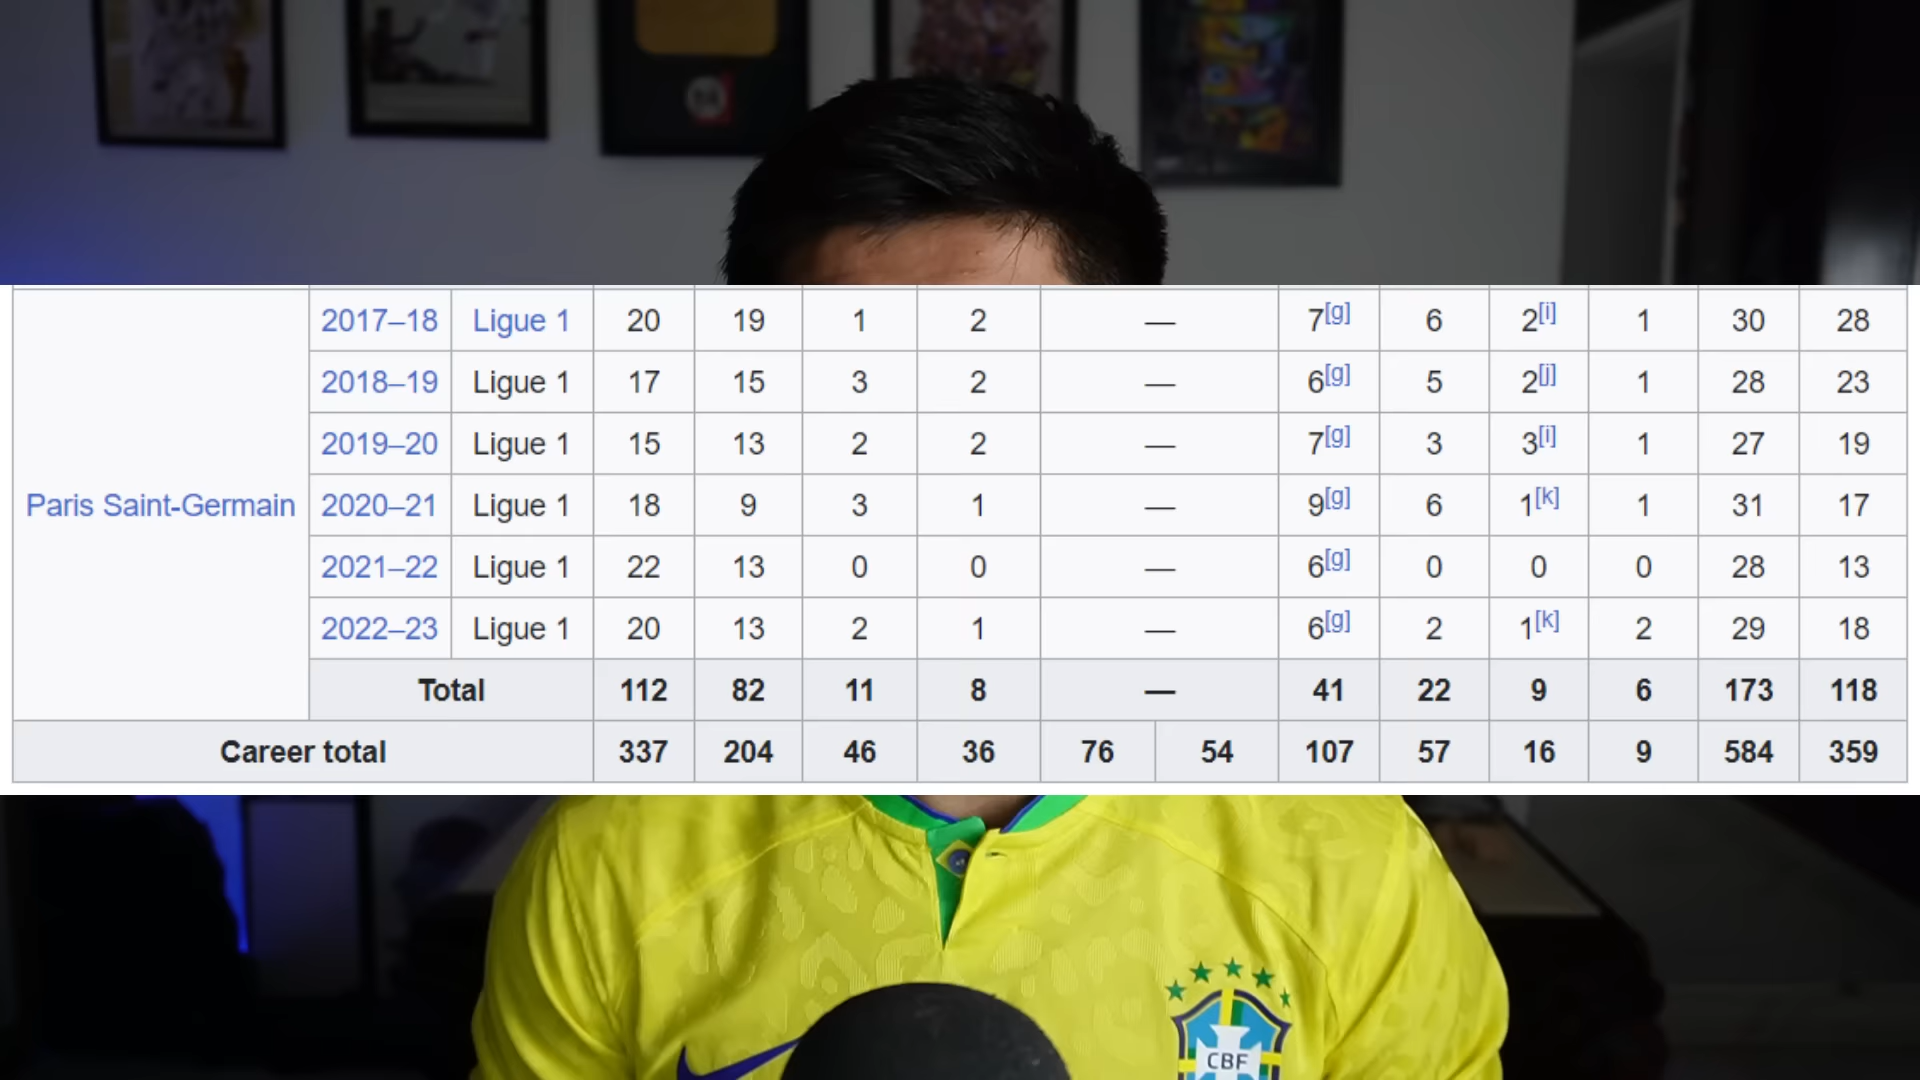 2017–18 Ligue 1 20 19 1 2 — 7[g] 6 2[i] 1 30 28
2018–19 Ligue 1 17 15 3 2 — 6[g] 5 2[j] 1 28 23
2019–20 Ligue 1 15 13 2 2 — 7[g] 3 3[i] 1 27 19
Paris Saint-Germain 2020–21 Ligue 1 18 9 3 1 — 9[g] 6 1[k] 1 31 17
2021–22 Ligue 1 22 13 0 0 — 6[g] 0 0 0 28 13
2022–23 Ligue 1 20 13 2 1 — 6[g] 2 1[k] 2 29 18
Total 112 82 11 8 — 41 22 9 6 173 118
Career total 337 204 46 36 76 54 107 57 16 9 584 359
CBF